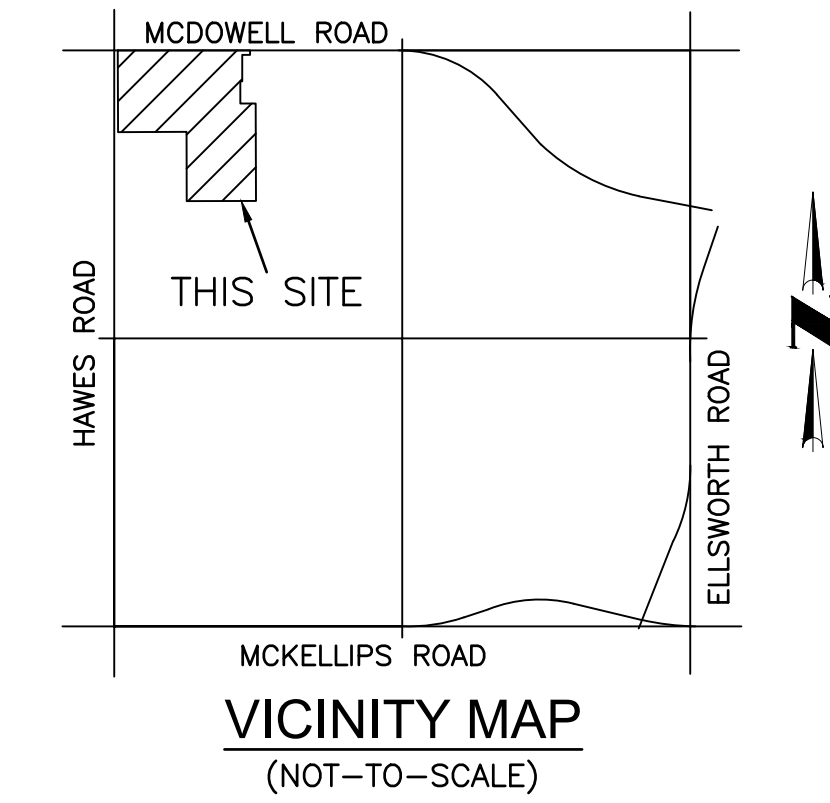 MCDOWELL ROAD
THIS SITE
HAWES ROAD
N
ELLSWORTH ROAD
MCKELLIPS ROAD
VICINITY MAP
(NOT-TO-SCALE)